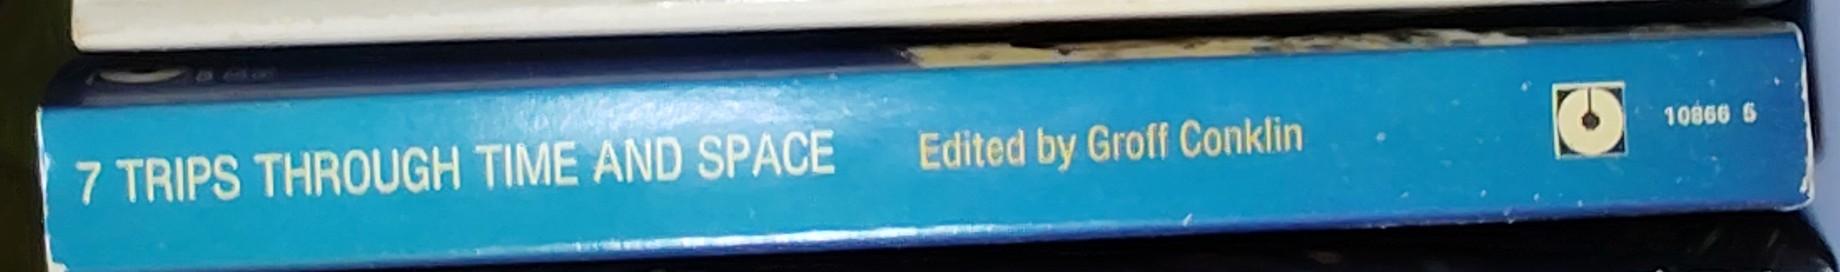 7 TRIPS THROUGH TIME AND SPACE
Edited by Groff Conklin
10866 5